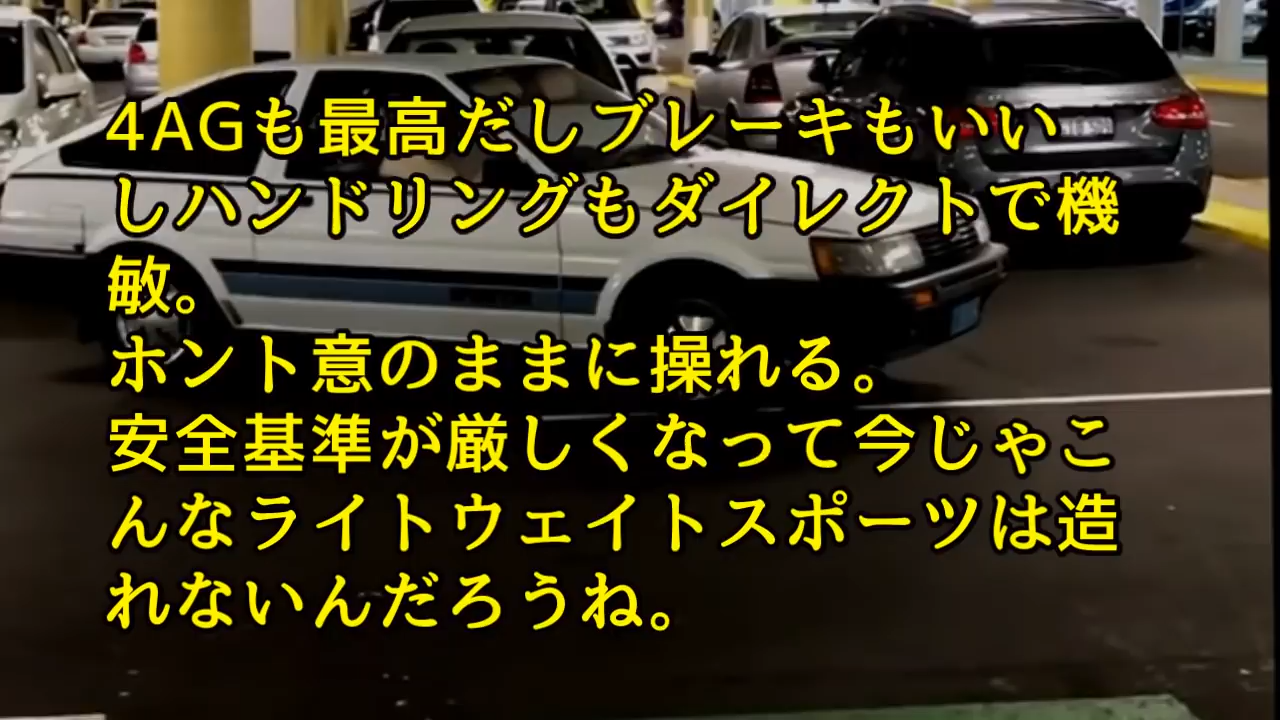 4AGも最高だしブレーキもいい
しハンドリングもダイレクトで機
敏。
ホント意のままに操れる。
安全基準が厳しくなって今じゃこ
んなライトウェイトスポーツは造
れないんだろうね。